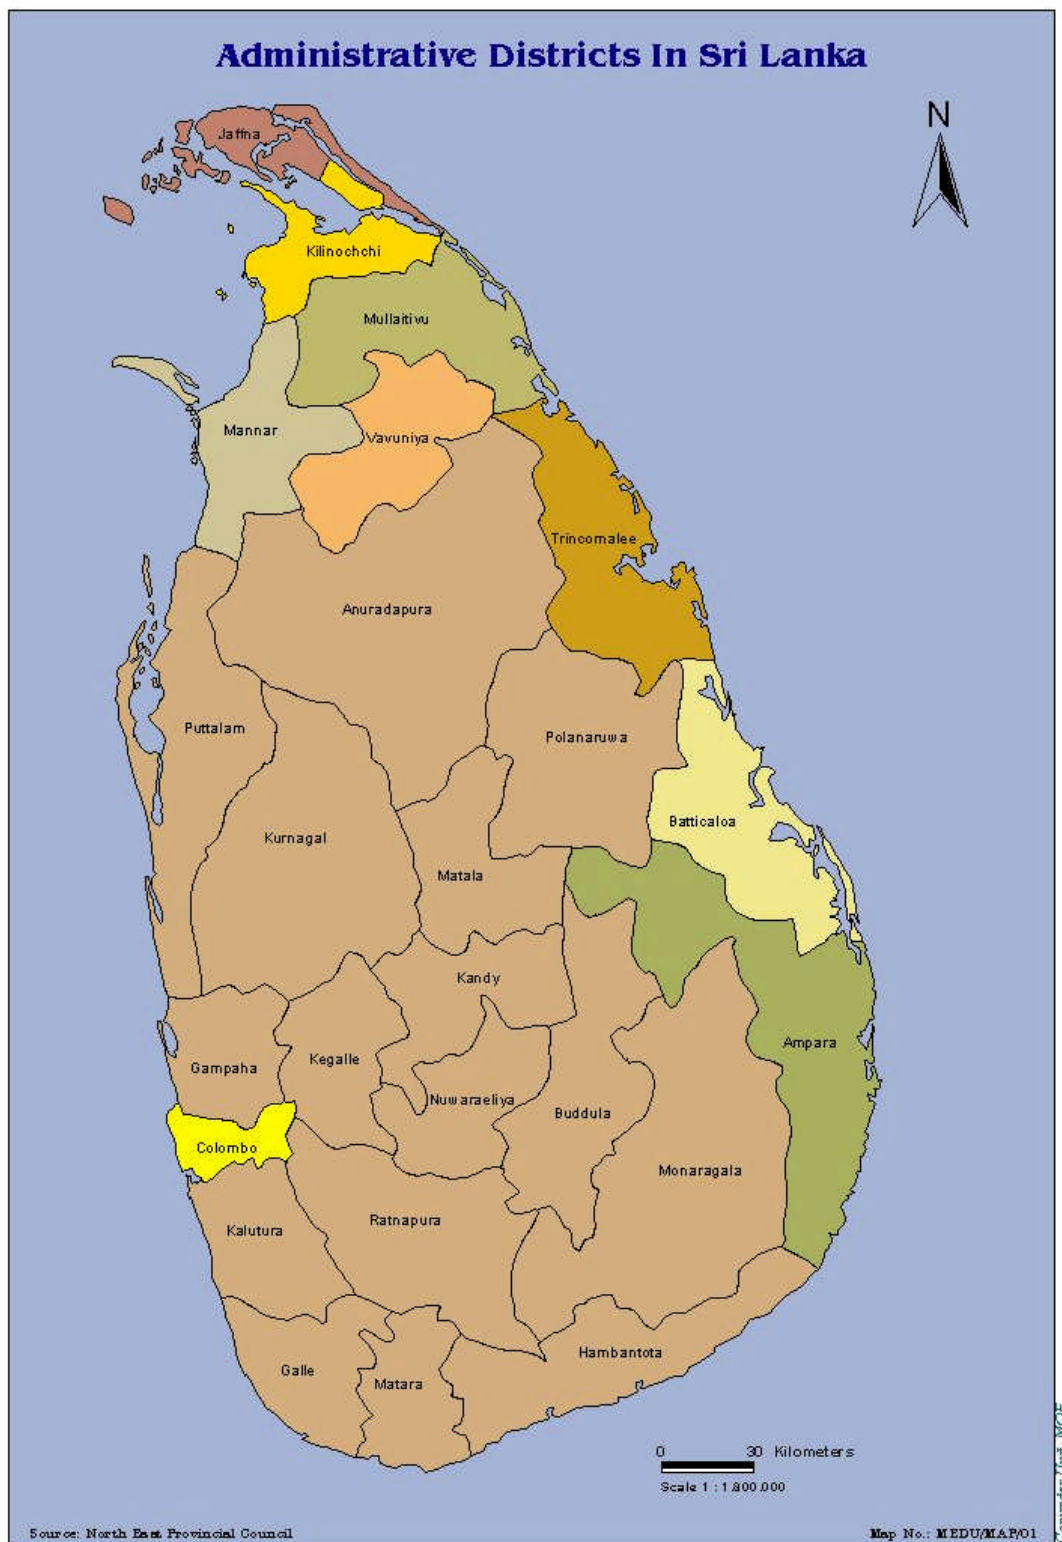 Administrative Districts In Sri Lanka
N
Jaffna
Kilinochchi
Mullaitivu
Mannar
Vavuniya
Trincomalee
Anuradapura
Puttalam
Polanaruwa
Batticaloa
Kurnagal
Matala
Kandy
Ampara
Gampaha
Kegalle
Nuwaraeliya
Buddula
Colombo
Monaragala
Kalutura
Ratnapura
Hambantota
Galle
Matara
0 30 Kilometers
Scale 1 : 1,800,000
Source: North East Provincial Council
Map No.: MEDU/MAP/01